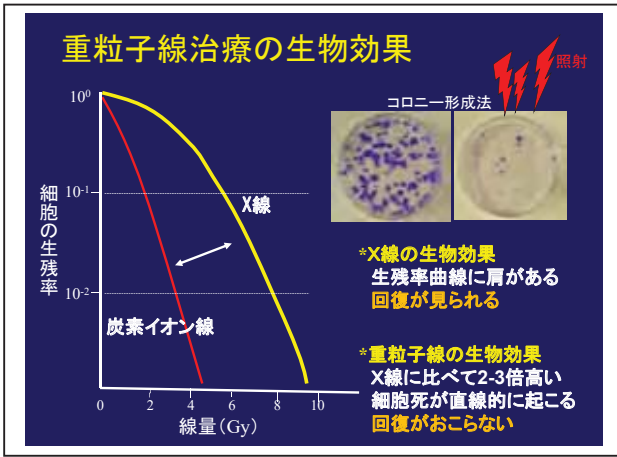 重粒子線治療の生物効果
照射
コロニー形成法
10⁰
10⁻¹
10⁻²
細胞の生残率
X線
炭素イオン線
0 2 4 6 8 10
線量(Gy)
*X線の生物効果
生残率曲線に肩がある
回復が見られる
*重粒子線の生物効果
X線に比べて2-3倍高い
細胞死が直線的に起こる
回復がおこらない